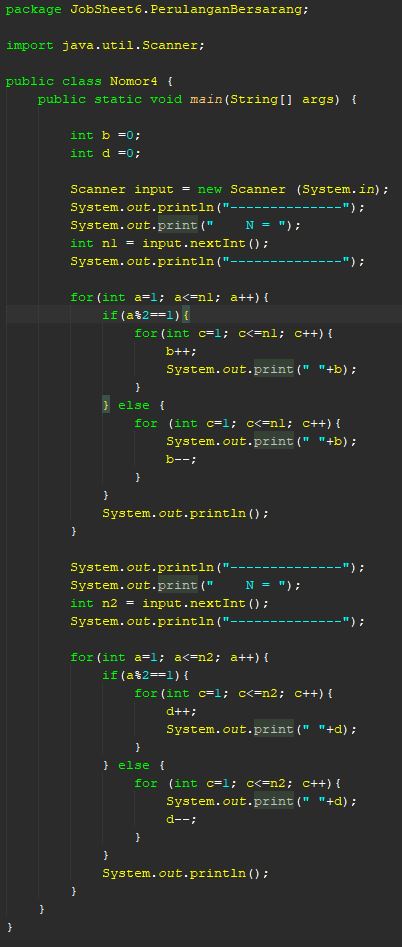 package JobSheet6.PerulanganBersarang;
import java.util.Scanner;
public class Nomor4 {
public static void main(String[] args) {
int b =0;
int d =0;
Scanner input = new Scanner (System.in);
System.out.println("--------------");
System.out.print("    N = ");
int n1 = input.nextInt();
System.out.println("--------------");
for(int a=1; a<=n1; a++){
if(a%2==1){
for(int c=1; c<=n1; c++){
b++;
System.out.print(" "+b);
}
} else {
for (int c=1; c<=n1; c++){
System.out.print(" "+b);
b--;
}
}
System.out.println();
}
System.out.println("--------------");
System.out.print("    N = ");
int n2 = input.nextInt();
System.out.println("--------------");
for(int a=1; a<=n2; a++){
if(a%2==1){
for(int c=1; c<=n2; c++){
d++;
System.out.print(" "+d);
}
} else {
for (int c=1; c<=n2; c++){
System.out.print(" "+d);
d--;
}
}
System.out.println();
}
}
}